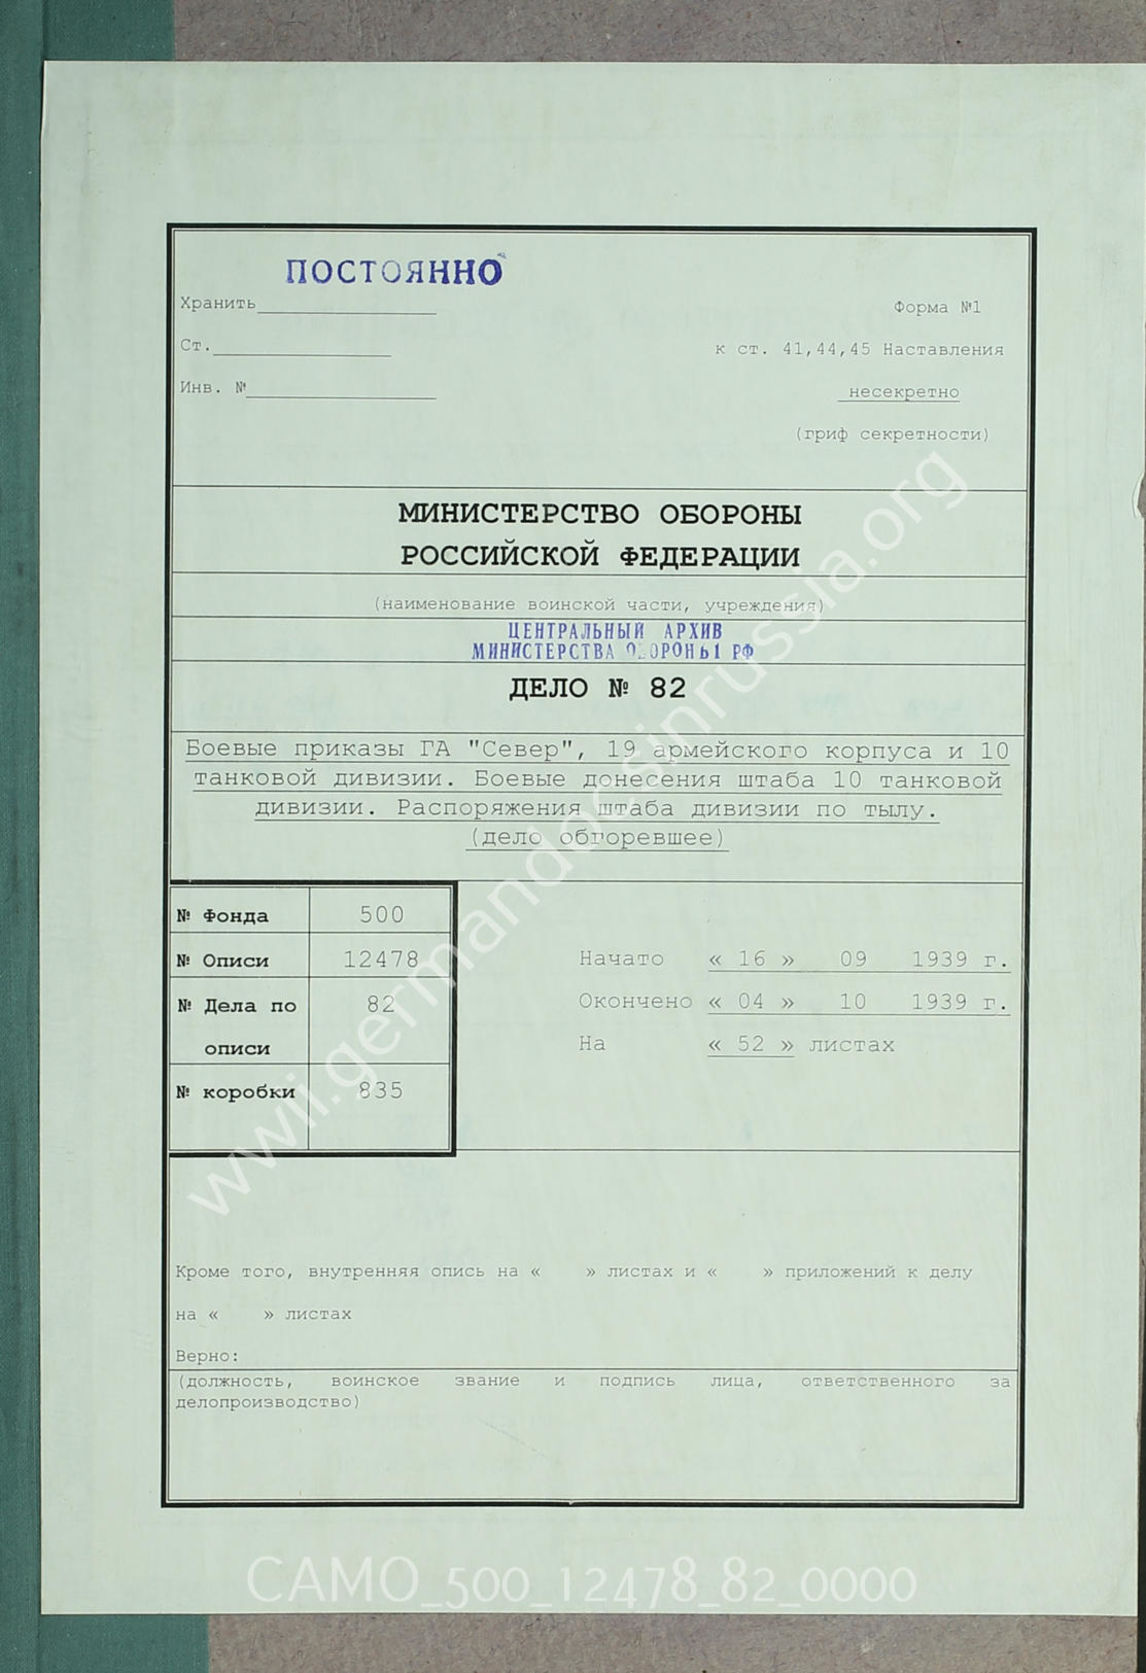 ПОСТОЯННО
Хранить
Форма №1
Ст.
к ст. 41,44,45 Наставления
Инв. №
несекретно
(гриф секретности)
МИНИСТЕРСТВО ОБОРОНЫ
РОССИЙСКОЙ ФЕДЕРАЦИИ
(наименование воинской части, учреждения)
ЦЕНТРАЛЬНЫЙ АРХИВ
МИНИСТЕРСТВА ОБОРОНЫ РФ
ДЕЛО № 82
Боевые приказы ГА "Север", 19 армейского корпуса и 10
танковой дивизии. Боевые донесения штаба 10 танковой
дивизии. Распоряжения штаба дивизии по тылу.
(дело обгоревшее)
№ Фонда 500
№ Описи 12478
№ Дела по описи 82
№ коробки 835
Начато « 16 » 09 1939 г.
Окончено « 04 » 10 1939 г.
На « 52 » листах
Кроме того, внутренняя опись на « » листах и « » приложений к делу
на « » листах
Верно:
(должность, воинское звание и подпись лица, ответственного за
делопроизводство)
www.germandocsinrussia.org
CAMO_500_12478_82_0000